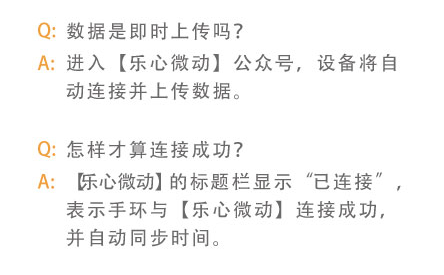 Q: 数据是即时上传吗？
A: 进入【乐心微动】公众号，设备将自
动连接并上传数据。
Q: 怎样才算连接成功？
A: 【乐心微动】的标题栏显示“已连接”，
表示手环与【乐心微动】连接成功，
并自动同步时间。